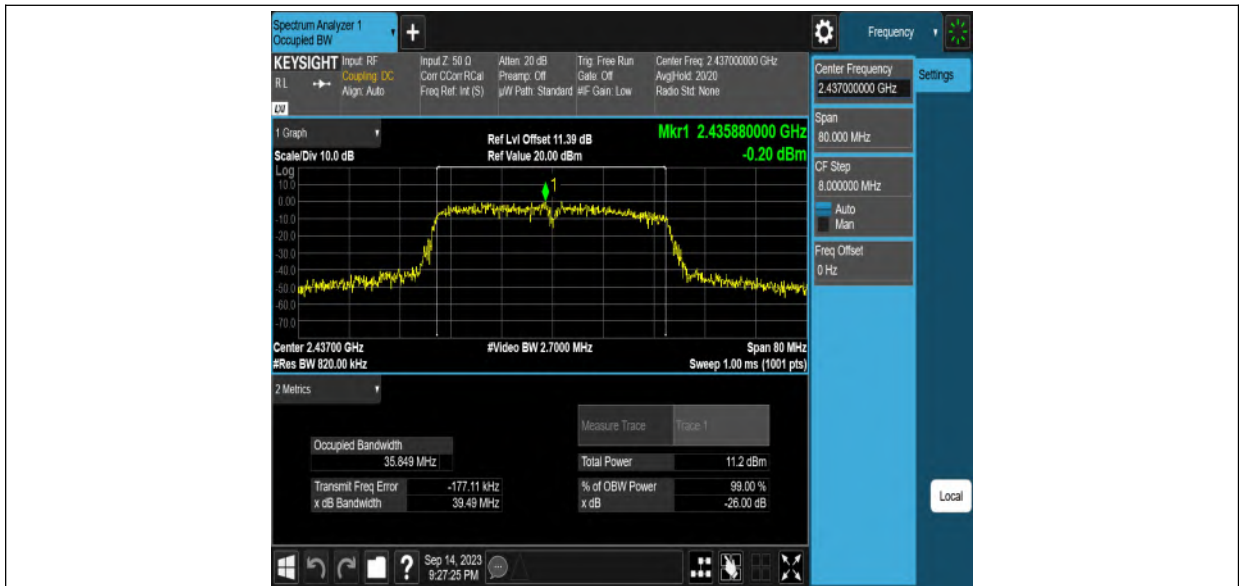 Spectrum Analyzer 1
Occupied BW
+
Frequency
KEYSIGHT Input: RF
R L
Coupling: DC
Align: Auto
LXI
Input Z: 50 Ω
Corr CCorr RCal
Freq Ref: Int (S)
Atten: 20 dB
Preamp: Off
µW Path: Standard
Trig: Free Run
Gate: Off
#IF Gain: Low
Center Freq: 2.437000000 GHz
Avg|Hold: 20/20
Radio Std: None
Center Frequency
2.437000000 GHz
Settings
Span
80.000 MHz
CF Step
8.000000 MHz
Auto
Man
Freq Offset
0 Hz
Local
1 Graph
Scale/Div 10.0 dB
Ref Lvl Offset 11.39 dB
Ref Value 20.00 dBm
Mkr1 2.435880000 GHz
-0.20 dBm
Log
10.0
0.00
-10.0
-20.0
-30.0
-40.0
-50.0
-60.0
-70.0
1
Center 2.43700 GHz
#Res BW 820.00 kHz
#Video BW 2.7000 MHz
Span 80 MHz
Sweep 1.00 ms (1001 pts)
2 Metrics
Measure Trace Trace 1
Occupied Bandwidth
35.849 MHz
Total Power 11.2 dBm
Transmit Freq Error -177.11 kHz
% of OBW Power 99.00 %
x dB Bandwidth 39.49 MHz
x dB -26.00 dB
?
Sep 14, 2023
9:27:25 PM